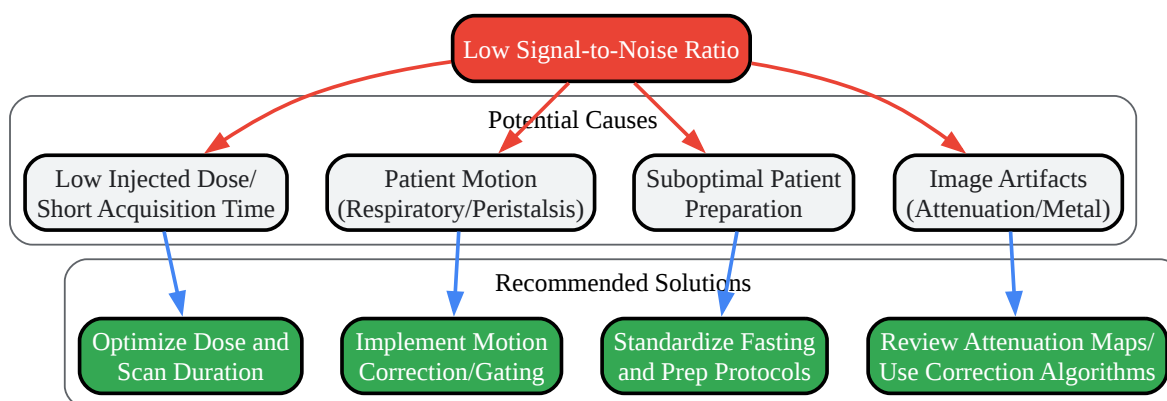 Low Signal-to-Noise Ratio
Potential Causes
Low Injected Dose/
Short Acquisition Time
Patient Motion
(Respiratory/Peristalsis)
Suboptimal Patient
Preparation
Image Artifacts
(Attenuation/Metal)
Recommended Solutions
Optimize Dose and
Scan Duration
Implement Motion
Correction/Gating
Standardize Fasting
and Prep Protocols
Review Attenuation Maps/
Use Correction Algorithms